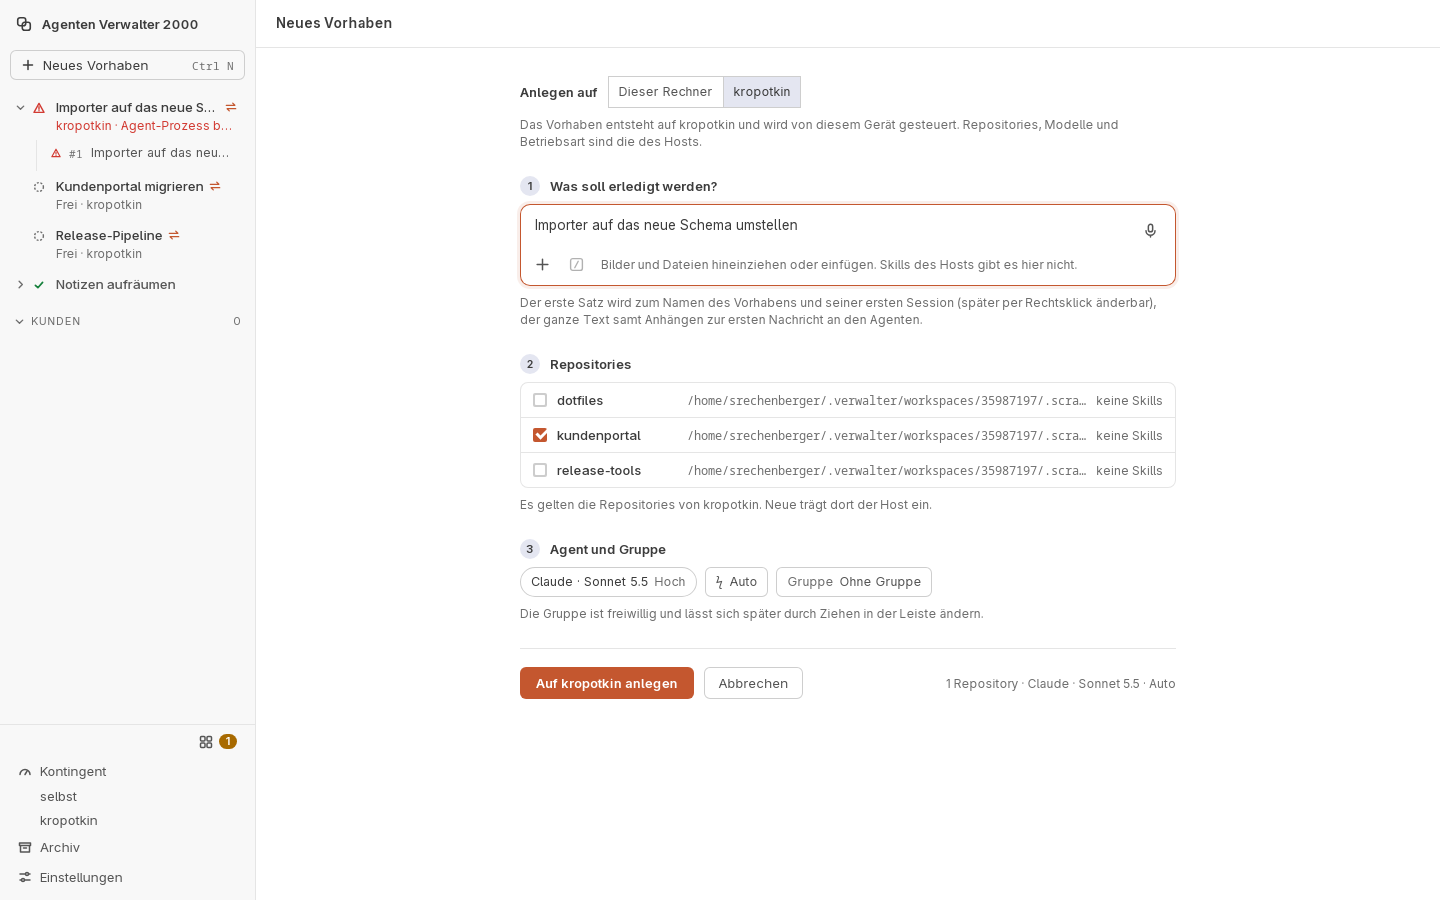 Agenten Verwalter 2000
Neues Vorhaben Ctrl N
Importer auf das neue S…
kropotkin · Agent-Prozess b…
#1 Importer auf das neu…
Kundenportal migrieren
Frei · kropotkin
Release-Pipeline
Frei · kropotkin
Notizen aufräumen
KUNDEN 0
1
Kontingent
selbst
kropotkin
Archiv
Einstellungen
Neues Vorhaben
Anlegen auf Dieser Rechner kropotkin
Das Vorhaben entsteht auf kropotkin und wird von diesem Gerät gesteuert. Repositories, Modelle und
Betriebsart sind die des Hosts.
1 Was soll erledigt werden?
Importer auf das neue Schema umstellen
Bilder und Dateien hineinziehen oder einfügen. Skills des Hosts gibt es hier nicht.
Der erste Satz wird zum Namen des Vorhabens und seiner ersten Session (später per Rechtsklick änderbar),
der ganze Text samt Anhängen zur ersten Nachricht an den Agenten.
2 Repositories
dotfiles /home/srechenberger/.verwalter/workspaces/35987197/.scra… keine Skills
kundenportal /home/srechenberger/.verwalter/workspaces/35987197/.scra… keine Skills
release-tools /home/srechenberger/.verwalter/workspaces/35987197/.scra… keine Skills
Es gelten die Repositories von kropotkin. Neue trägt dort der Host ein.
3 Agent und Gruppe
Claude · Sonnet 5.5 Hoch Auto Gruppe Ohne Gruppe
Die Gruppe ist freiwillig und lässt sich später durch Ziehen in der Leiste ändern.
Auf kropotkin anlegen Abbrechen 1 Repository · Claude · Sonnet 5.5 · Auto